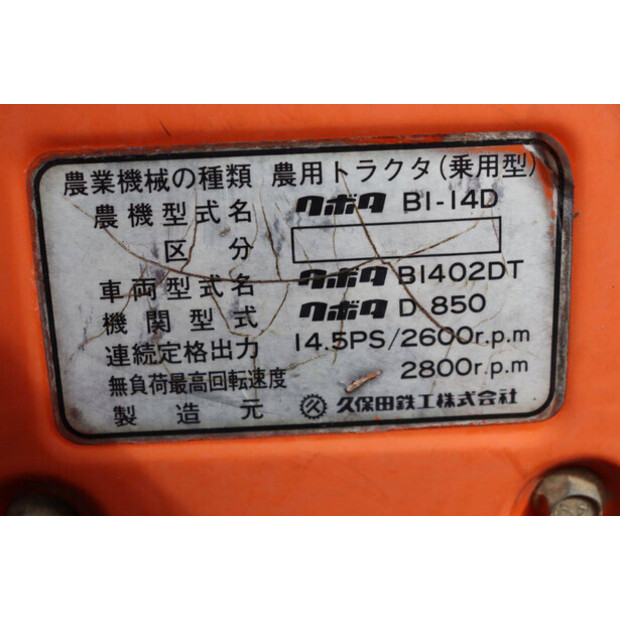 農業機械の種類 農用トラクタ(乗用型)
農機型式名 クボタ B1-14D
区分
車両型式名 クボタ B1402DT
機関型式 クボタ D 850
連続定格出力 14.5PS/2600r.p.m
無負荷最高回転速度 2800r.p.m
製造元 久保田鉄工株式会社